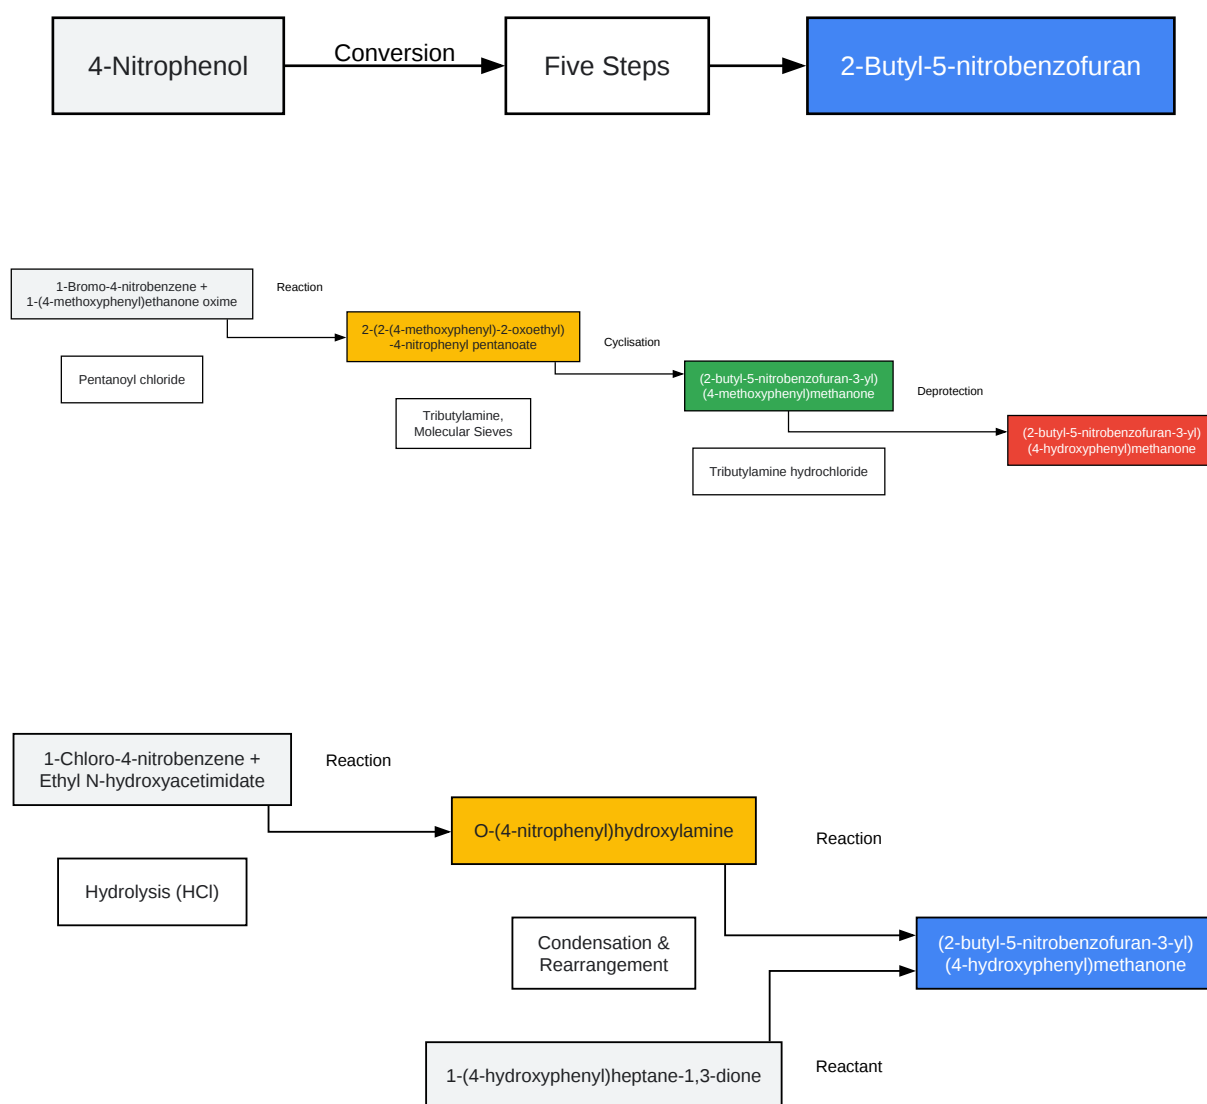 4-Nitrophenol
Conversion
Five Steps
2-Butyl-5-nitrobenzofuran
1-Bromo-4-nitrobenzene +
1-(4-methoxyphenyl)ethanone oxime
Reaction
Pentanoyl chloride
2-(2-(4-methoxyphenyl)-2-oxoethyl)
-4-nitrophenyl pentanoate
Cyclisation
Tributylamine,
Molecular Sieves
(2-butyl-5-nitrobenzofuran-3-yl)
(4-methoxyphenyl)methanone
Deprotection
Tributylamine hydrochloride
(2-butyl-5-nitrobenzofuran-3-yl)
(4-hydroxyphenyl)methanone
1-Chloro-4-nitrobenzene +
Ethyl N-hydroxyacetimidate
Reaction
Hydrolysis (HCl)
O-(4-nitrophenyl)hydroxylamine
Reaction
Condensation &
Rearrangement
(2-butyl-5-nitrobenzofuran-3-yl)
(4-hydroxyphenyl)methanone
1-(4-hydroxyphenyl)heptane-1,3-dione
Reactant